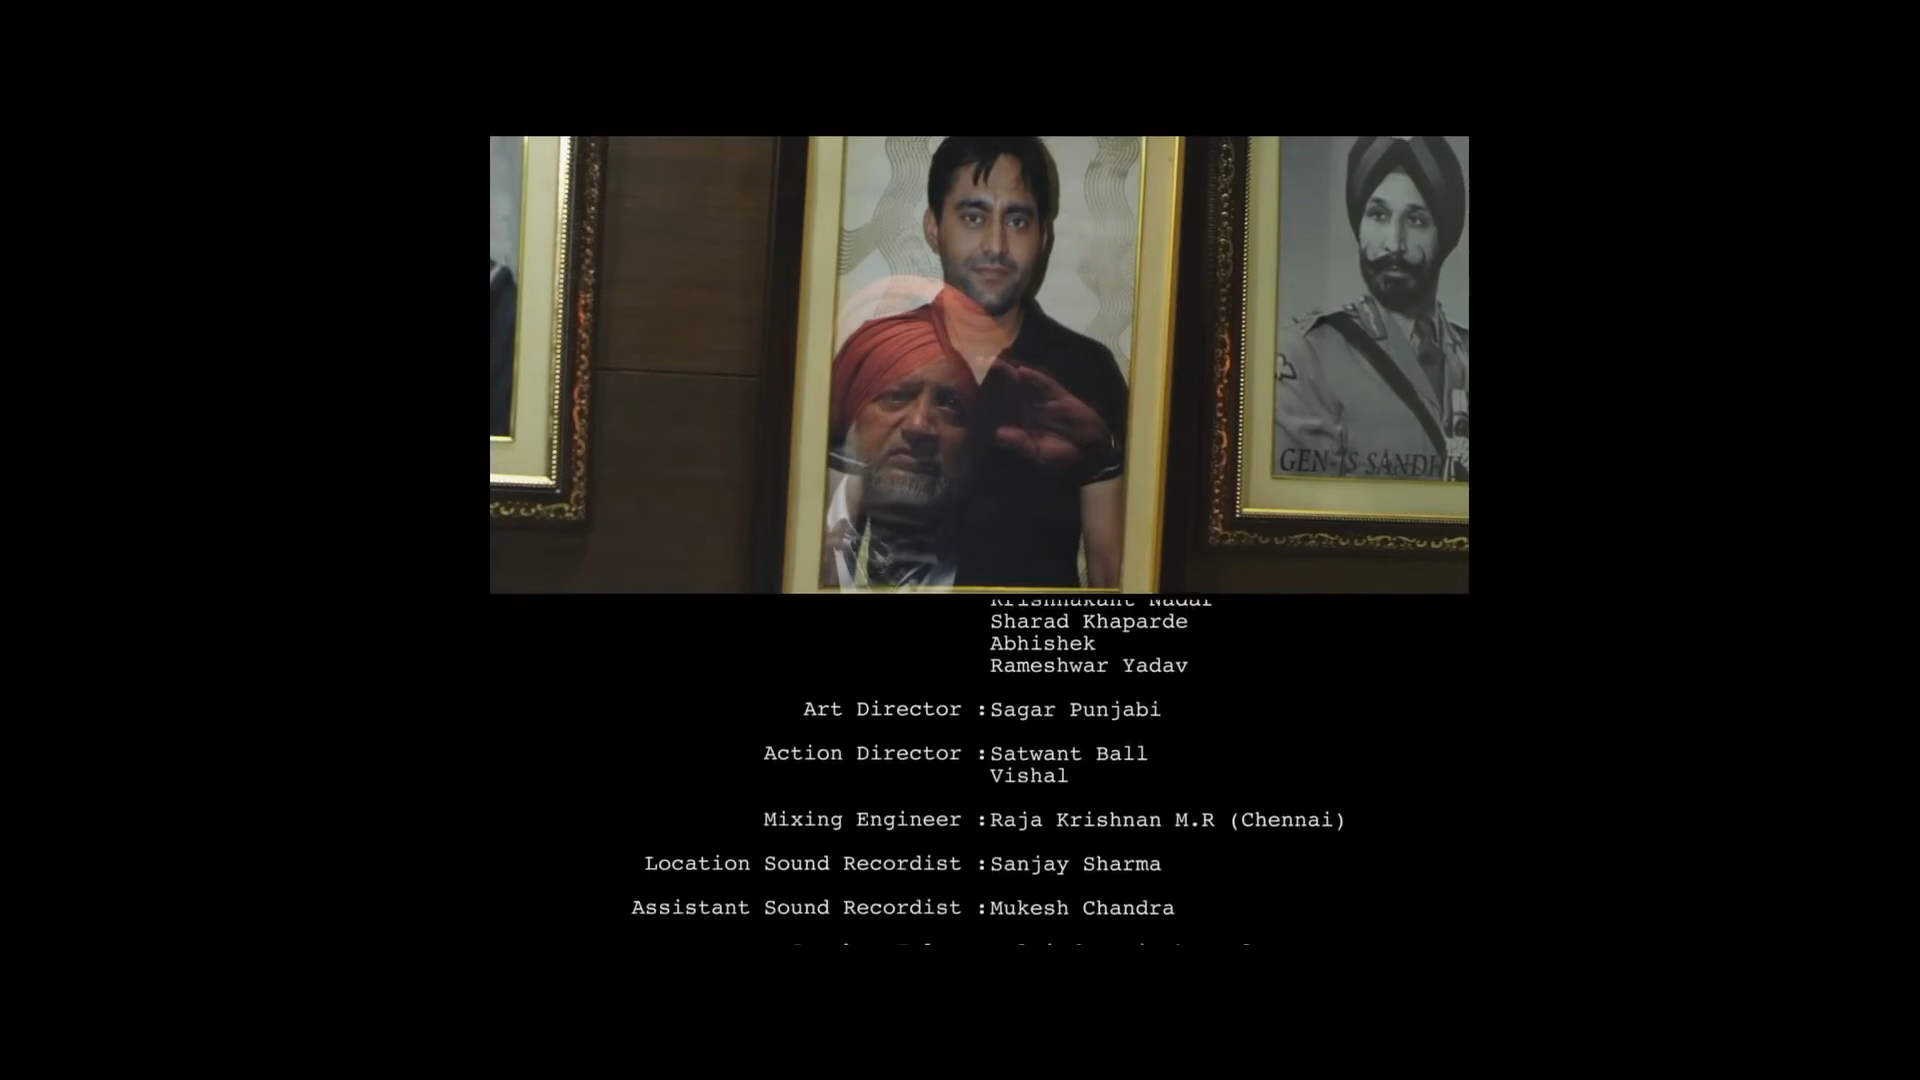 GEN-JS SANDHU
Sharad Khaparde
Abhishek
Rameshwar Yadav
Art Director :Sagar Punjabi
Action Director :Satwant Ball
Vishal
Mixing Engineer :Raja Krishnan M.R (Chennai)
Location Sound Recordist :Sanjay Sharma
Assistant Sound Recordist :Mukesh Chandra